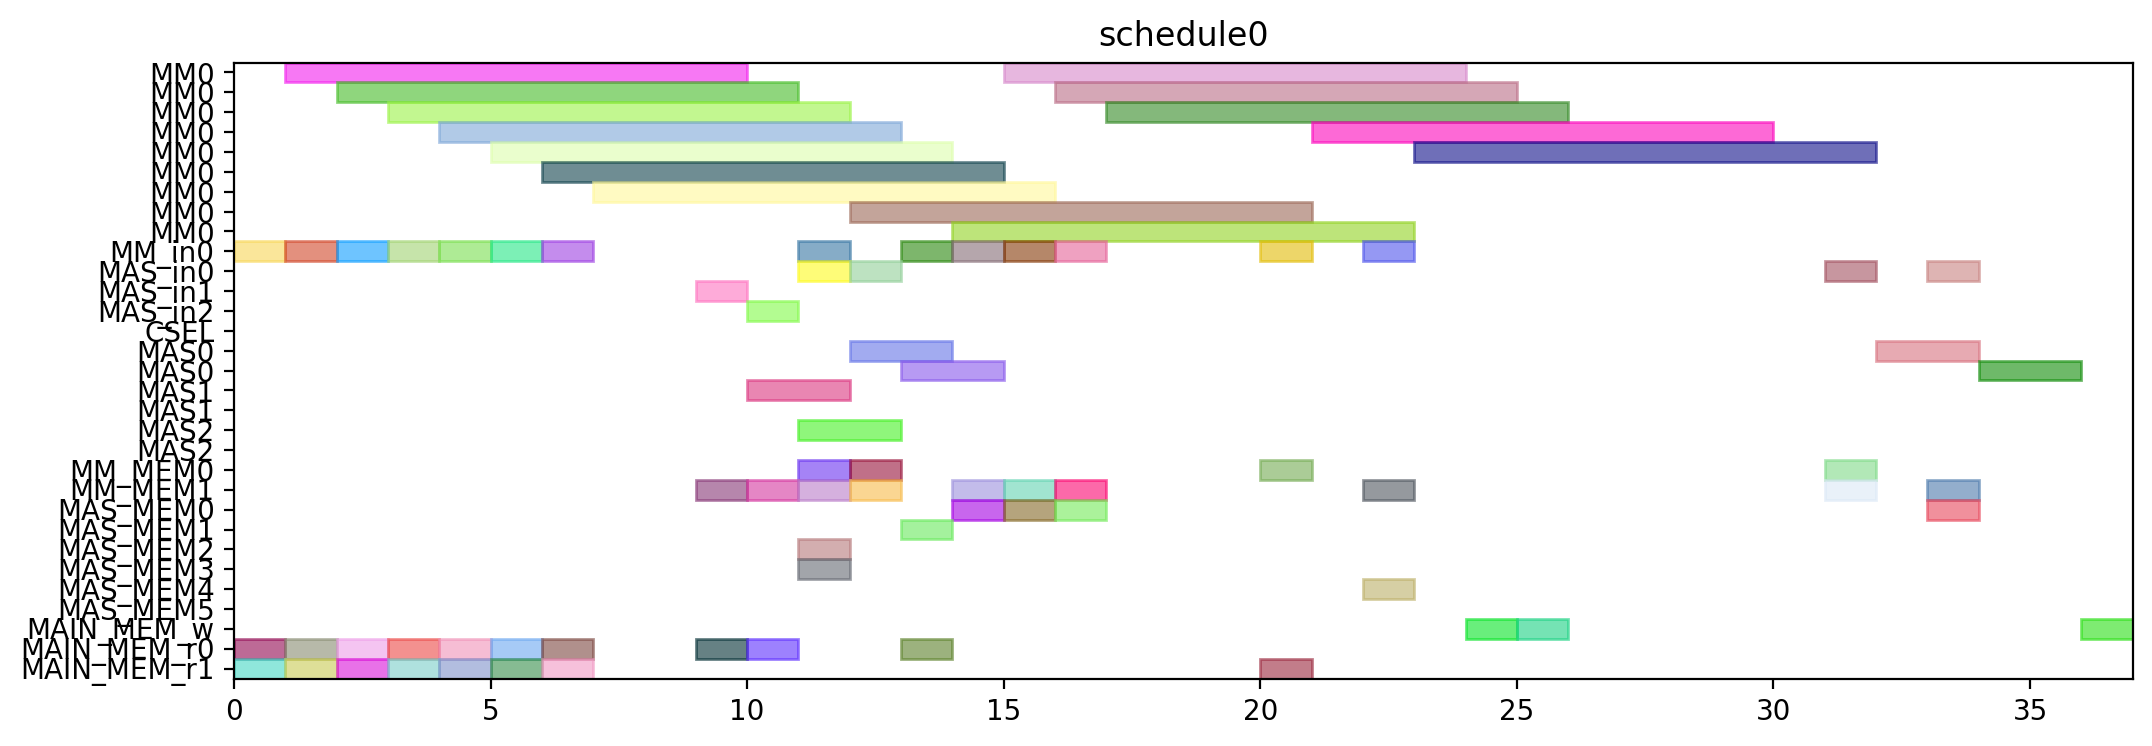 schedule0
MM0
MM0
MM0
MM0
MM0
MM0
MM0
MM0
MM0
MM_in0
MAS_in0
MAS_in1
MAS_in2
CSEL
MAS0
MAS0
MAS1
MAS1
MAS2
MAS2
MM_MEM0
MM_MEM1
MAS_MEM0
MAS_MEM1
MAS_MEM2
MAS_MEM3
MAS_MEM4
MAS_MEM5
MAIN_MEM_w
MAIN_MEM_r0
MAIN_MEM_r1
0 5 10 15 20 25 30 35